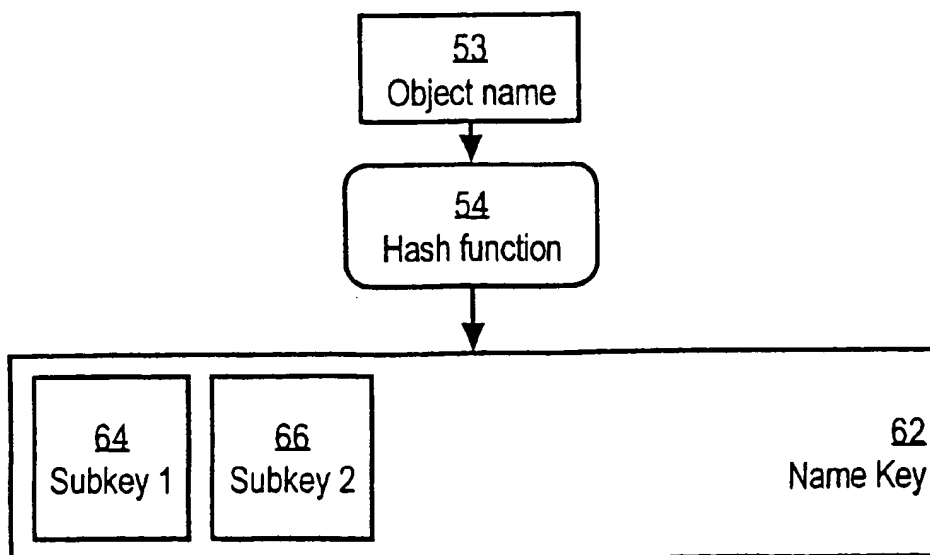 53
Object name
54
Hash function
64
Subkey 1
66
Subkey 2
62
Name Key